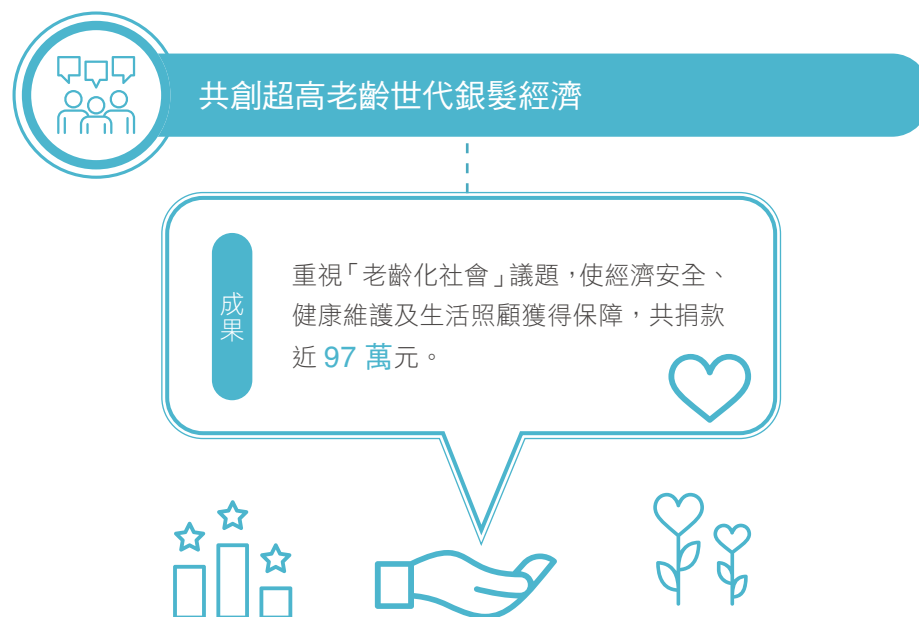 共創超高老齡世代銀髮經濟
成果
重視「老齡化社會」議題，使經濟安全、
健康維護及生活照顧獲得保障，共捐款
近 97 萬元。